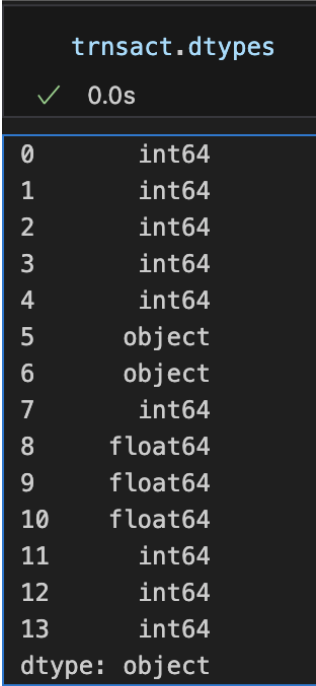 trnsact.dtypes
✓ 0.0s
0 int64
1 int64
2 int64
3 int64
4 int64
5 object
6 object
7 int64
8 float64
9 float64
10 float64
11 int64
12 int64
13 int64
dtype: object